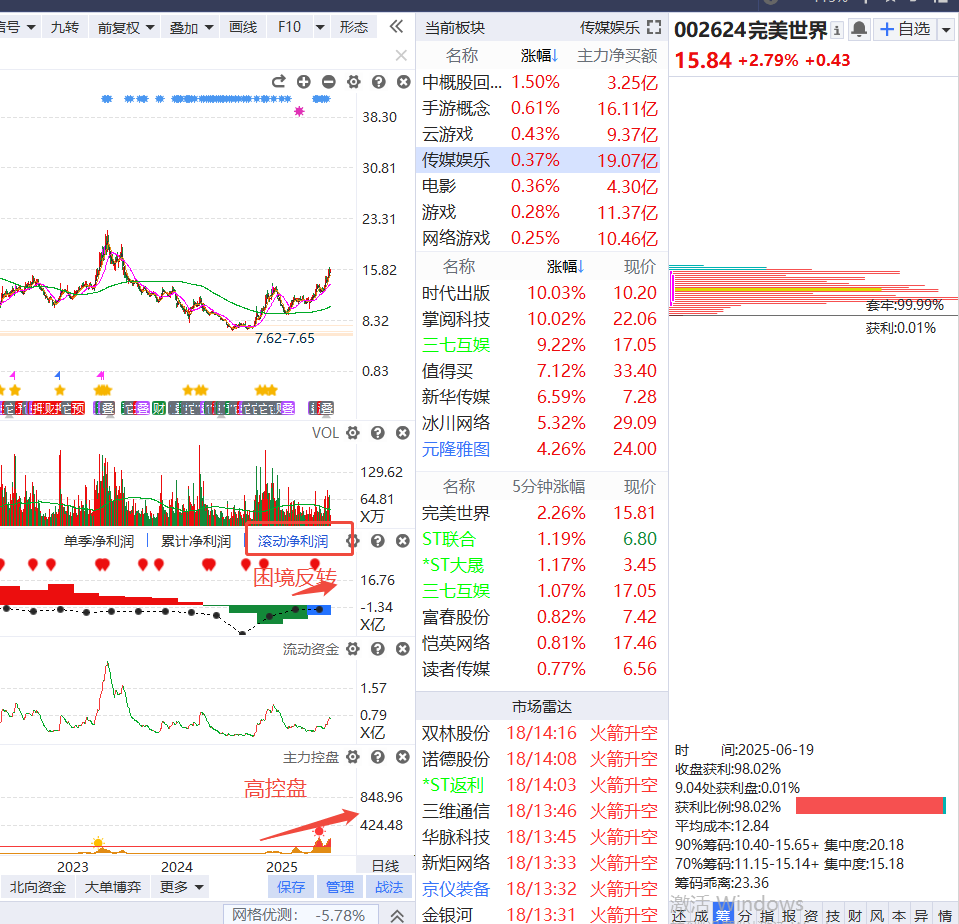 信号 九转 前复权 叠加 画线 F10 形态
38.30
30.81
23.31
15.82
8.32
7.62-7.65
0.83
VOL
129.62
64.81
X万
单季净利润 累计净利润 滚动净利润
困境反转
16.76
-1.34
X亿
流动资金
1.57
0.79
X亿
主力控盘
高控盘
848.96
424.48
2023 2024 2025 日线
北向资金 大单博弈 更多 保存 管理 战法
网格优测: -5.78%
当前板块 传媒娱乐
名称 涨幅↓ 主力净买额
中概股回... 1.50% 3.25亿
手游概念 0.61% 16.11亿
云游戏 0.43% 9.37亿
传媒娱乐 0.37% 19.07亿
电影 0.36% 4.30亿
游戏 0.28% 11.37亿
网络游戏 0.25% 10.46亿
名称 涨幅↓ 现价
时代出版 10.03% 10.20
掌阅科技 10.02% 22.06
三七互娱 9.22% 17.05
值得买 7.12% 33.40
新华传媒 6.59% 7.28
冰川网络 5.32% 29.09
元隆雅图 4.26% 24.00
名称 5分钟涨幅 现价
完美世界 2.26% 15.81
ST联合 1.19% 6.80
*ST大晟 1.17% 3.45
三七互娱 1.07% 17.05
富春股份 0.82% 7.42
恺英网络 0.81% 17.46
读者传媒 0.77% 6.56
市场雷达
双林股份 18/14:16 火箭升空
诺德股份 18/14:08 火箭升空
*ST返利 18/14:03 火箭升空
三维通信 18/13:46 火箭升空
华脉科技 18/13:45 火箭升空
新炬网络 18/13:33 火箭升空
京仪装备 18/13:32 火箭升空
金银河 18/13:31 火箭升空
002624 完美世界 自选
15.84 +2.79% +0.43
套牢:99.99%
获利:0.01%
时 间:2025-06-19
收盘获利:98.02%
9.04处获利盘:0.01%
获利比例:98.02%
平均成本:12.84
90%筹码:10.40-15.65+ 集中度:20.18
70%筹码:11.15-15.14+ 集中度:15.18
筹码乖离:23.36
激活 Windows
还 成 筹 分 指 报 资 技 财 风 本 异 情